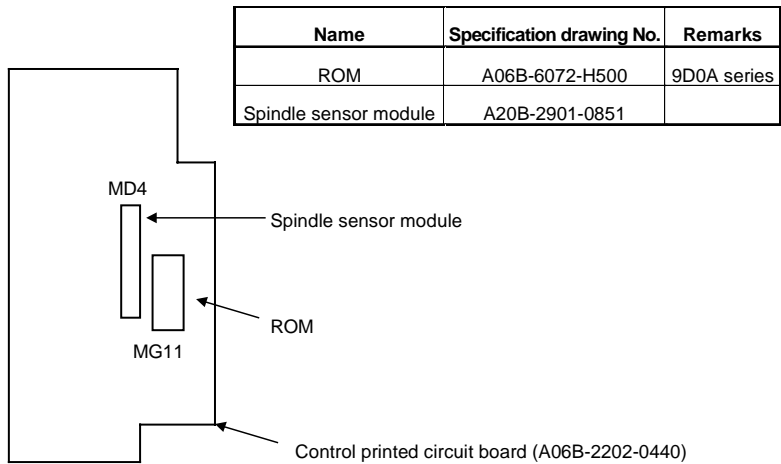 Name Specification drawing No. Remarks
ROM A06B-6072-H500 9D0A series
Spindle sensor module A20B-2901-0851
MD4
Spindle sensor module
ROM
MG11
Control printed circuit board (A06B-2202-0440)